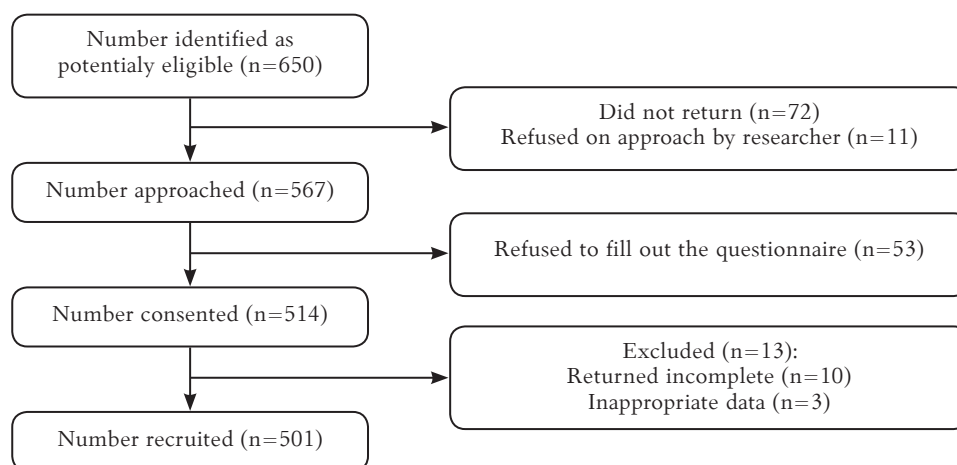 Number identified as
potentialy eligible (n=650)
Did not return (n=72)
Refused on approach by researcher (n=11)
Number approached (n=567)
Refused to fill out the questionnaire (n=53)
Number consented (n=514)
Excluded (n=13):
Returned incomplete (n=10)
Inappropriate data (n=3)
Number recruited (n=501)